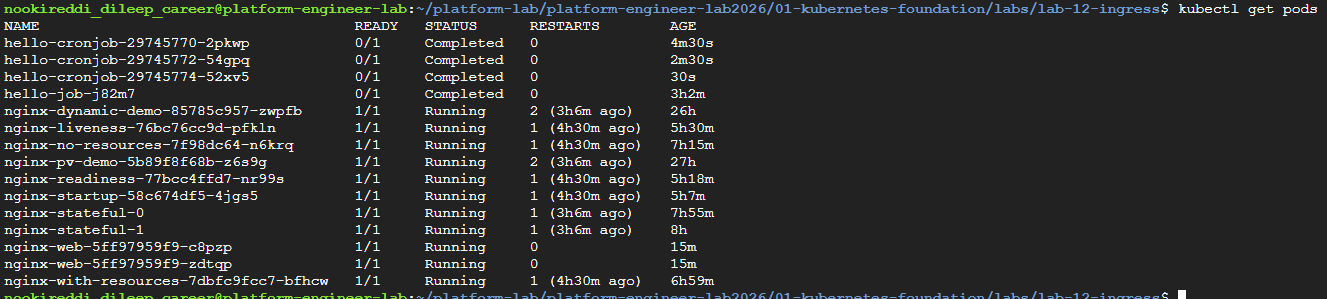 nookireddi_dileep_career@platform-engineer-lab:~/platform-lab/platform-engineer-lab2026/01-kubernetes-foundation/labs/lab-12-ingress$ kubectl get pods
NAME READY STATUS RESTARTS AGE
hello-cronjob-29745770-2pkwp 0/1 Completed 0 4m30s
hello-cronjob-29745772-54gpq 0/1 Completed 0 2m30s
hello-cronjob-29745774-52xv5 0/1 Completed 0 30s
hello-job-j82m7 0/1 Completed 0 3h2m
nginx-dynamic-demo-85785c957-zwpfb 1/1 Running 2 (3h6m ago) 26h
nginx-liveness-76bc76cc9d-pfkln 1/1 Running 1 (4h30m ago) 5h30m
nginx-no-resources-7f98dc64-n6krq 1/1 Running 1 (4h30m ago) 7h15m
nginx-pv-demo-5b89f8f68b-z6s9g 1/1 Running 2 (3h6m ago) 27h
nginx-readiness-77bcc4ffd7-nr99s 1/1 Running 1 (4h30m ago) 5h18m
nginx-startup-58c674df5-4jgs5 1/1 Running 1 (4h30m ago) 5h7m
nginx-stateful-0 1/1 Running 1 (3h6m ago) 7h55m
nginx-stateful-1 1/1 Running 1 (3h6m ago) 8h
nginx-web-5ff97959f9-c8pzp 1/1 Running 0 15m
nginx-web-5ff97959f9-zdtqp 1/1 Running 0 15m
nginx-with-resources-7dbfc9fcc7-bfhcw 1/1 Running 1 (4h30m ago) 6h59m
nookireddi_dileep_career@platform-engineer-lab:~/platform-lab/platform-engineer-lab2026/01-kubernetes-foundation/labs/lab-12-ingress$